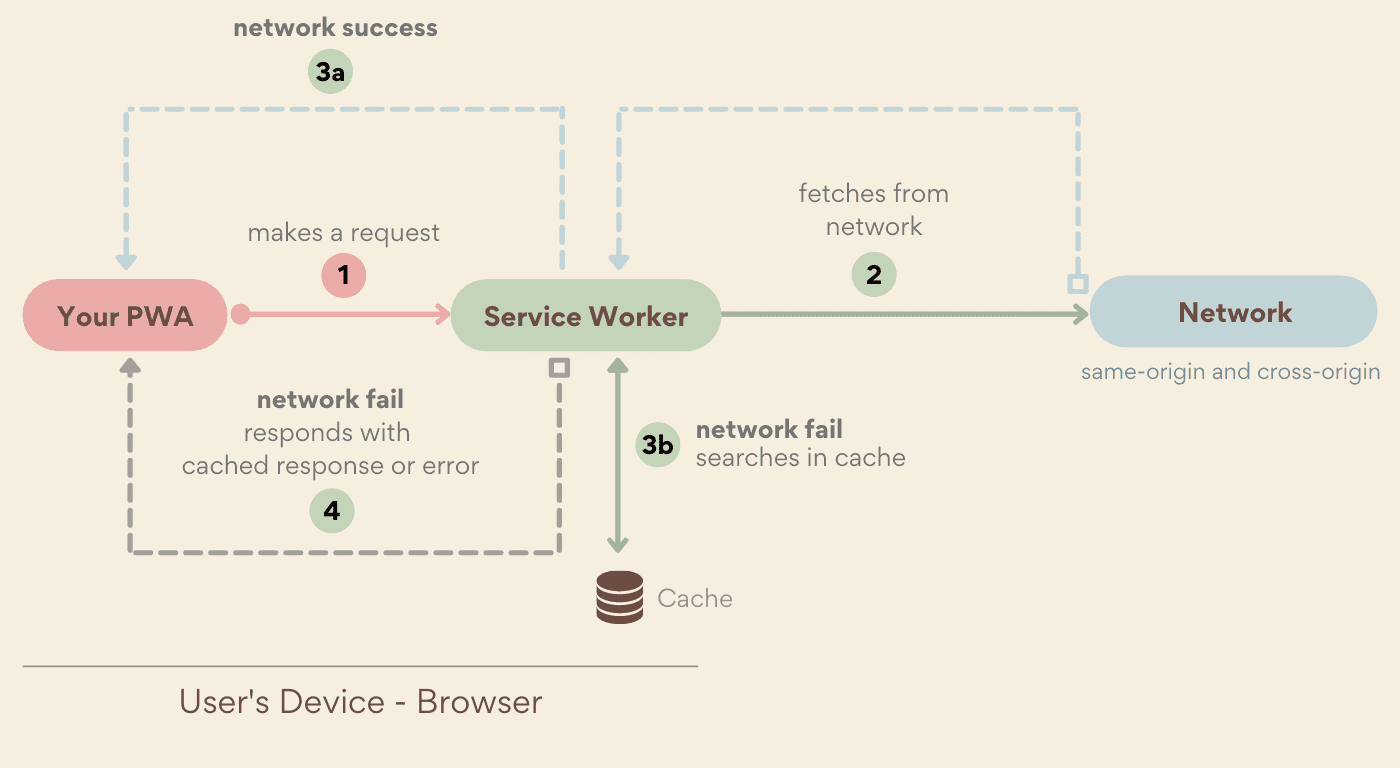 network success
3a
fetches from
network
2
makes a request
1
Your PWA
Service Worker
Network
same-origin and cross-origin
network fail
responds with
cached response or error
4
3b
network fail
searches in cache
Cache
User's Device - Browser